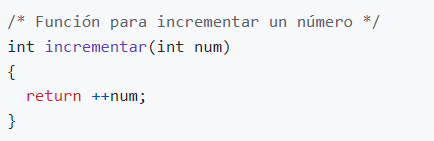 /* Función para incrementar un número */
int incrementar(int num)
{
  return ++num;
}